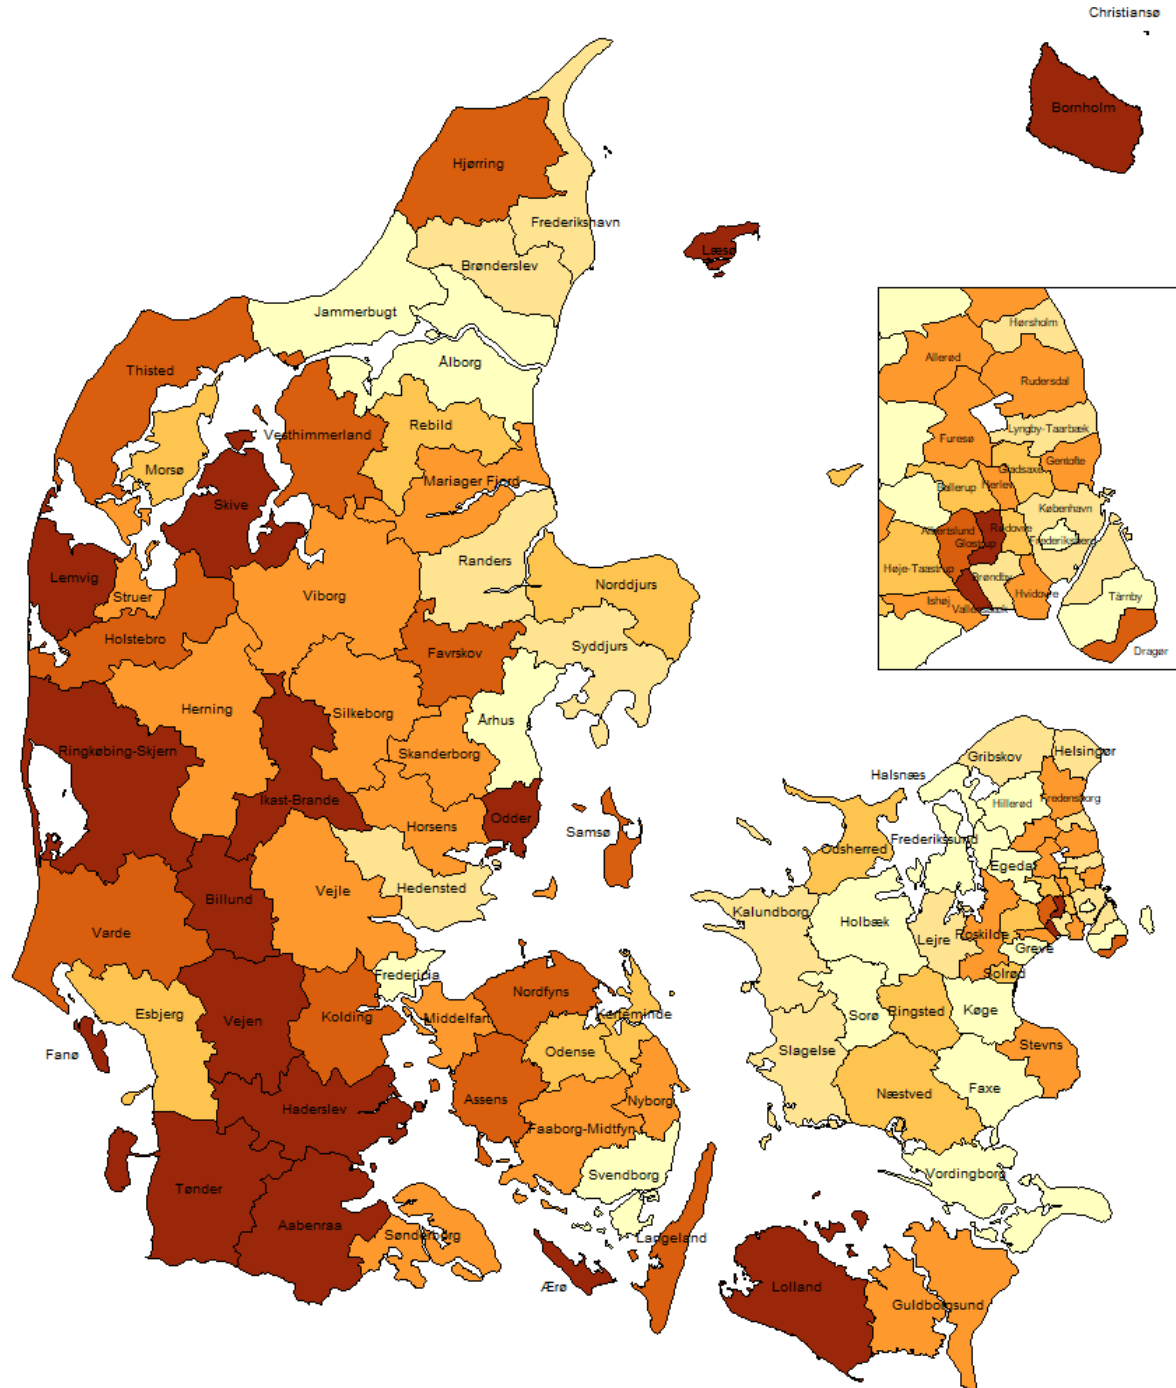 Christiansø
Bornholm
Hjørring
Frederikshavn
Læsø
Brønderslev
Jammerbugt
Ålborg
Thisted
Vesthimmerland
Rebild
Morsø
Mariager Fjord
Skive
Lemvig
Struer
Viborg
Randers
Norddjurs
Holstebro
Favrskov
Syddjurs
Herning
Silkeborg
Århus
Ringkøbing-Skjern
Skanderborg
Ikast-Brande
Horsens
Odder
Samsø
Billund
Vejle
Hedensted
Varde
Fredericia
Esbjerg
Vejen
Kolding
Fanø
Middelfart
Nordfyns
Kerteminde
Odense
Haderslev
Assens
Nyborg
Faaborg-Midtfyn
Svendborg
Tønder
Aabenraa
Sønderborg
Langeland
Ærø
Hørsholm
Allerød
Rudersdal
Lyngby-Taarbæk
Furesø
Gentofte
Gladsaxe
Herlev
Ballerup
København
Albertslund
Rødovre
Glostrup
Frederiksberg
Høje-Taastrup
Brøndby
Ishøj
Hvidovre
Vallensbæk
Tårnby
Dragør
Gribskov
Helsingør
Halsnæs
Hillerød
Fredensborg
Frederikssund
Odsherred
Egedal
Kalundborg
Holbæk
Lejre
Roskilde
Greve
Solrød
Sorø
Ringsted
Køge
Slagelse
Stevns
Næstved
Faxe
Vordingborg
Lolland
Guldborgsund